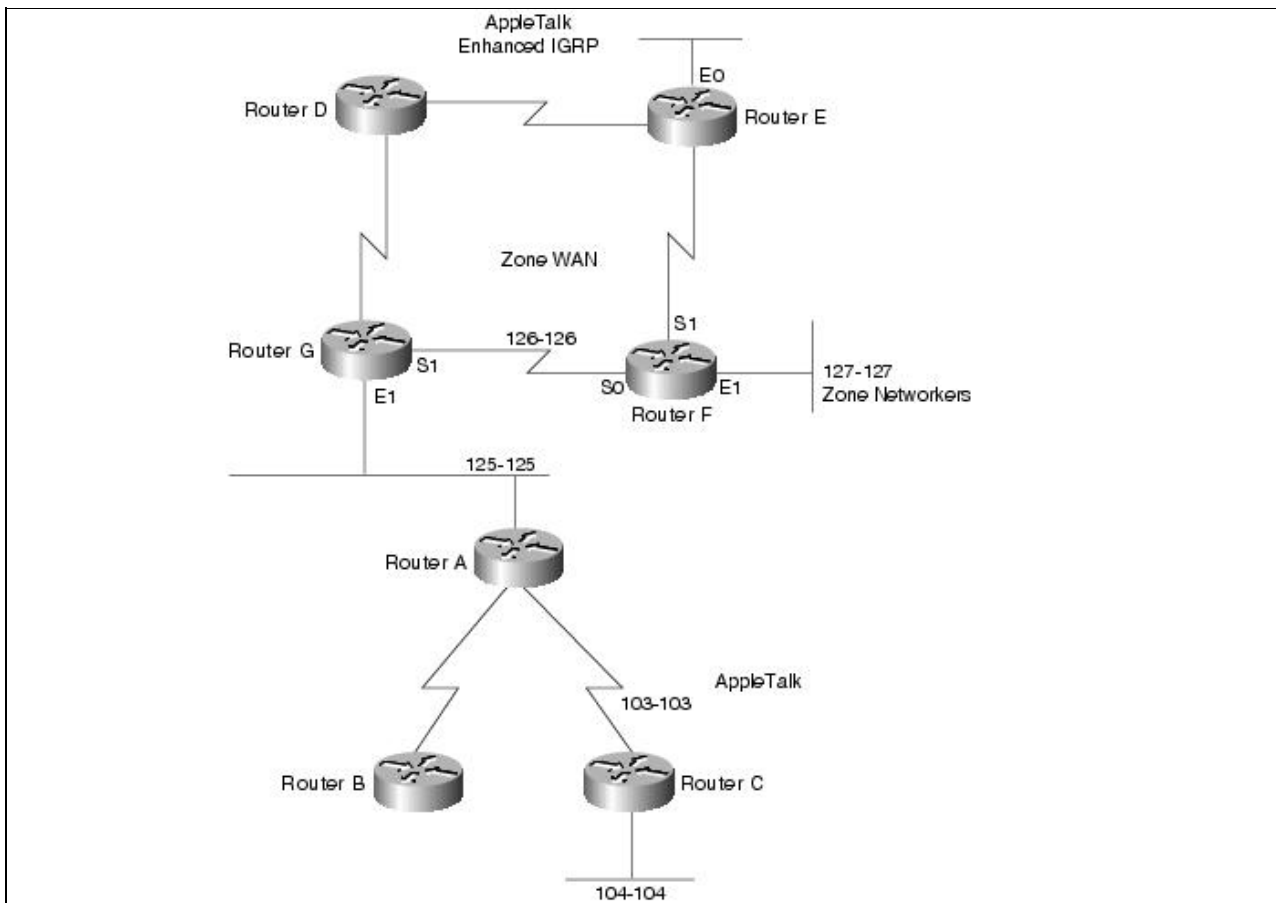 AppleTalk
Enhanced IGRP
E0
Router D
Router E
Zone WAN
S1
126-126
Router G
S1
127-127
S0
E1
Zone Networkers
E1
Router F
125-125
Router A
AppleTalk
103-103
Router B
Router C
104-104